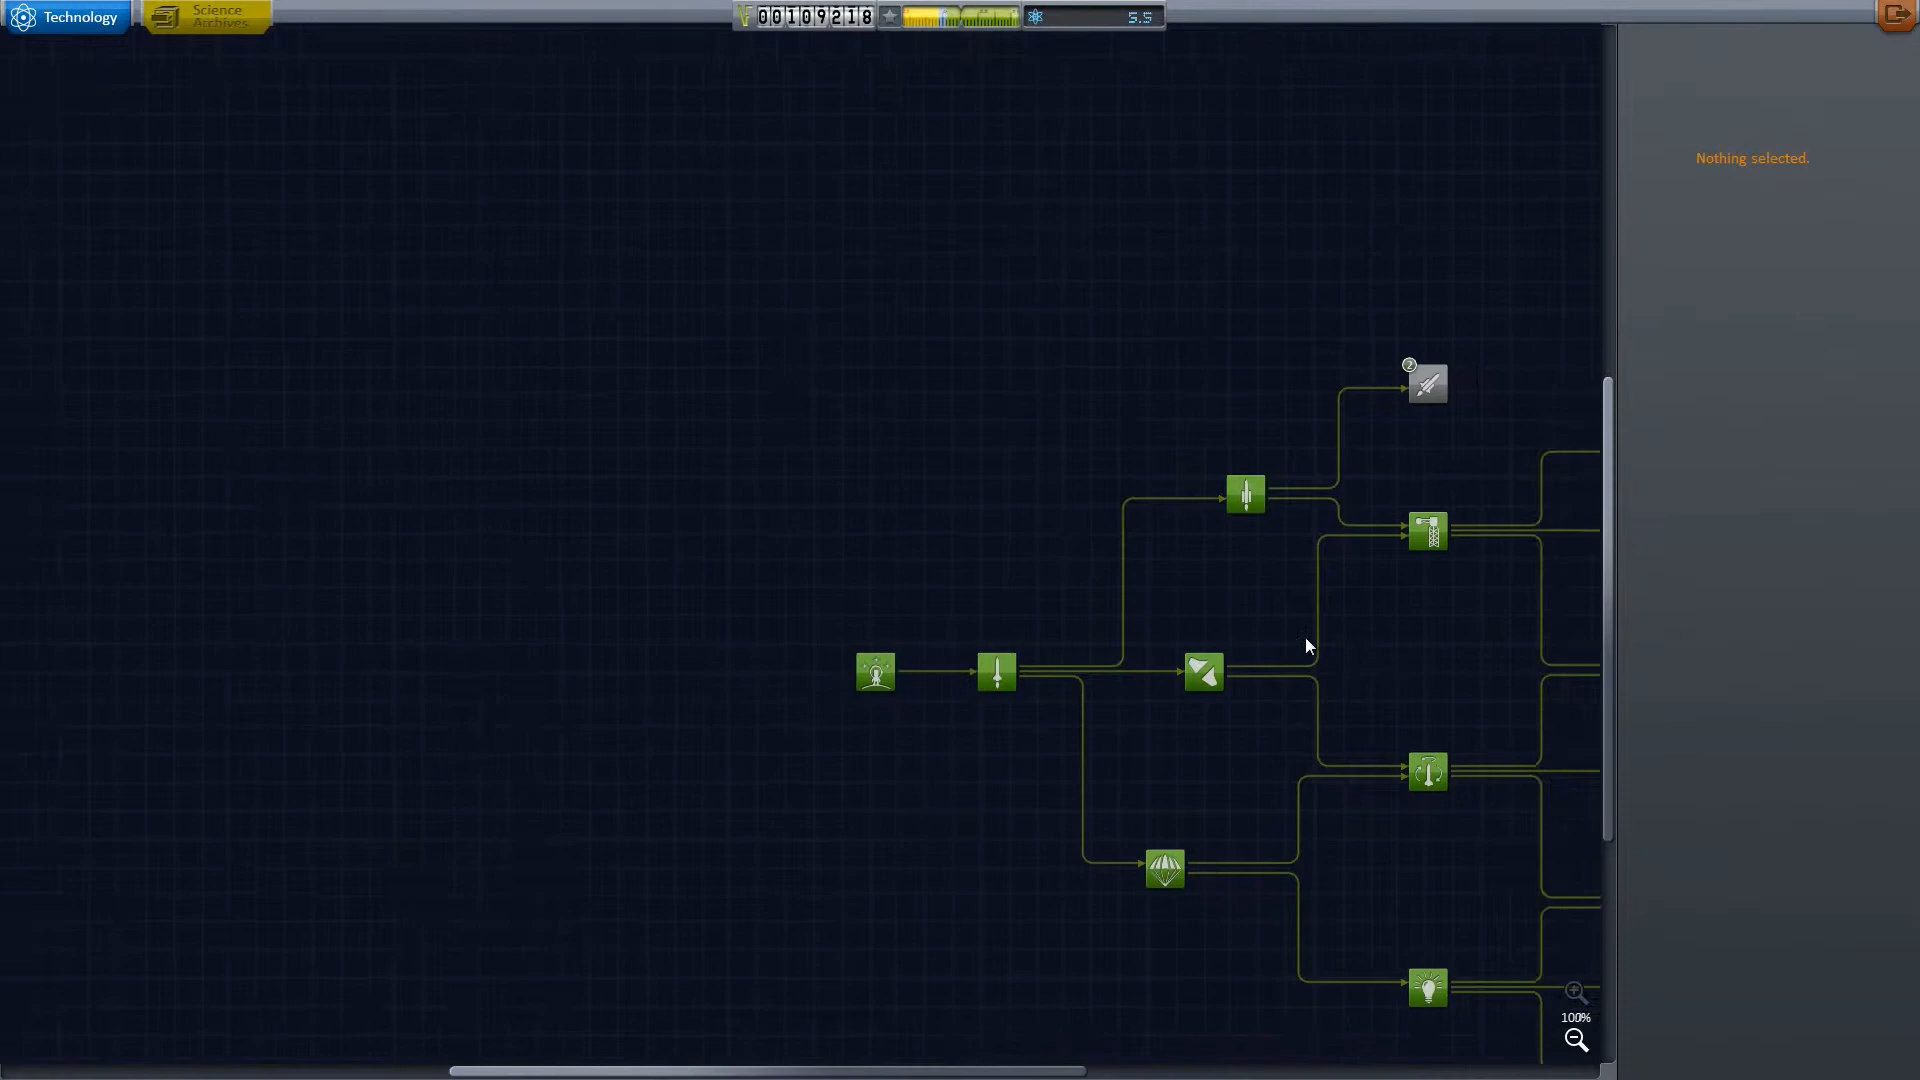 Technology
Science
Archives
00109218
5.5
Nothing selected.
2
100%